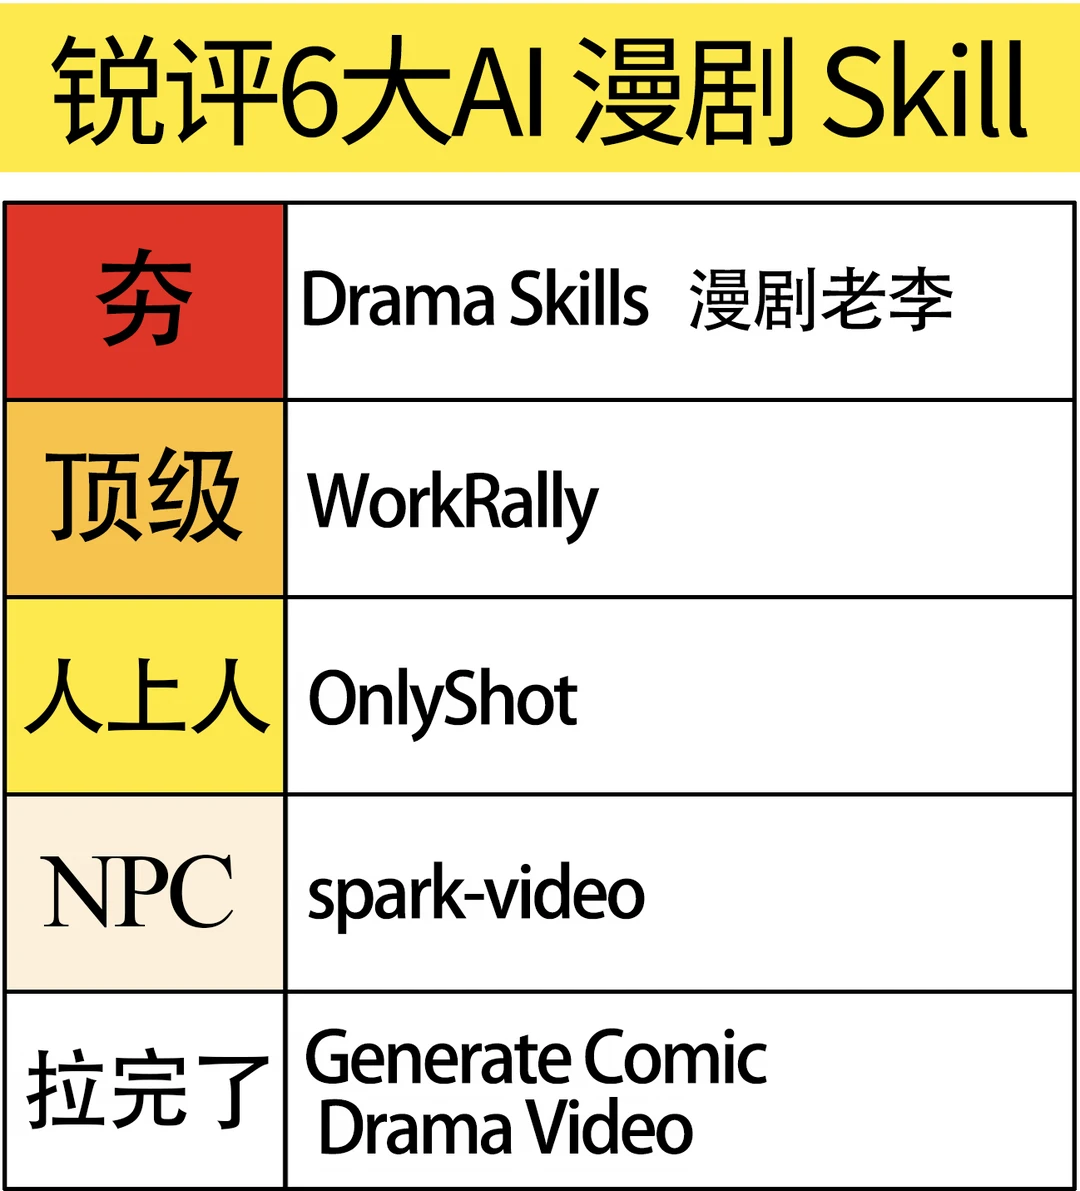 锐评6大AI 漫剧 Skill
夯
Drama Skills 漫剧老李
顶级
WorkRally
人上人
OnlyShot
NPC
spark-video
拉完了
Generate Comic
Drama Video